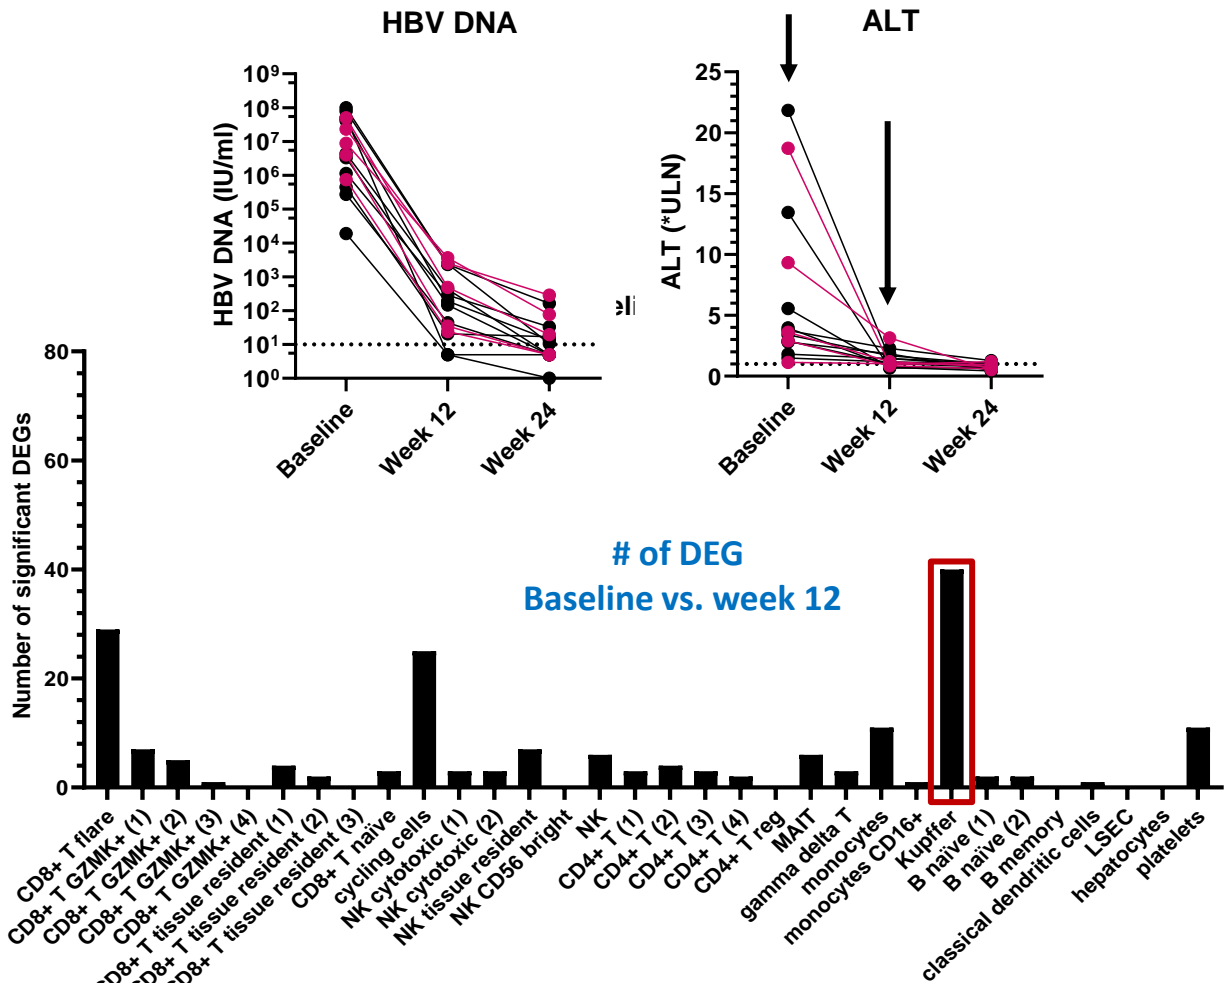 HBV DNA
ALT
HBV DNA (IU/ml)
10⁹
10⁸
10⁷
10⁶
10⁵
10⁴
10³
10²
10¹
10⁰
Baseline
Week 12
Week 24
ALT (*ULN)
25
20
15
10
5
0
Baseline
Week 12
Week 24
# of DEG
Baseline vs. week 12
Number of significant DEGs
80
60
40
20
0
CD8+ T flare
CD8+ T GZMK+ (1)
CD8+ T GZMK+ (2)
CD8+ T GZMK+ (3)
CD8+ T GZMK+ (4)
CD8+ T tissue resident (1)
CD8+ T tissue resident (2)
CD8+ T tissue resident (3)
CD8+ T naïve
cycling cells
NK cytotoxic (1)
NK cytotoxic (2)
NK tissue resident
NK CD56 bright
NK
CD4+ T (1)
CD4+ T (2)
CD4+ T (3)
CD4+ T (4)
CD4+ T reg
MAIT
gamma delta T
monocytes
monocytes CD16+
Kupffer
B naïve (1)
B naïve (2)
B memory
classical dendritic cells
LSEC
hepatocytes
platelets